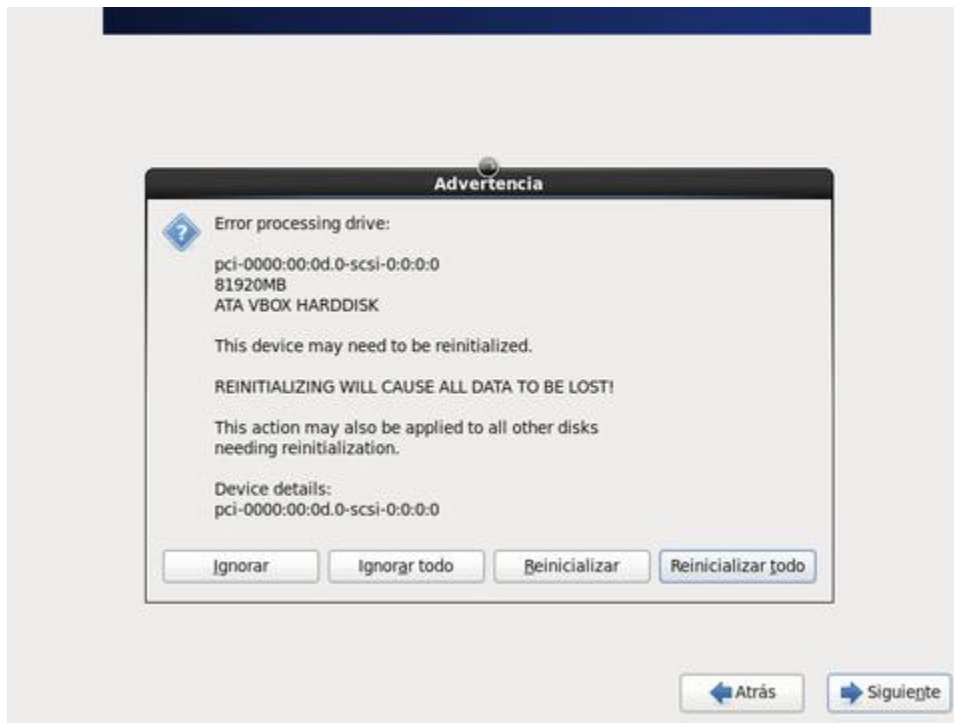 Advertencia
Error processing drive:
pci-0000:00:0d.0-scsi-0:0:0:0
81920MB
ATA VBOX HARDDISK
This device may need to be reinitialized.
REINITIALIZING WILL CAUSE ALL DATA TO BE LOST!
This action may also be applied to all other disks
needing reinitialization.
Device details:
pci-0000:00:0d.0-scsi-0:0:0:0
Ignorar Ignorar todo Reinicializar Reinicializar todo
Atrás Siguiente